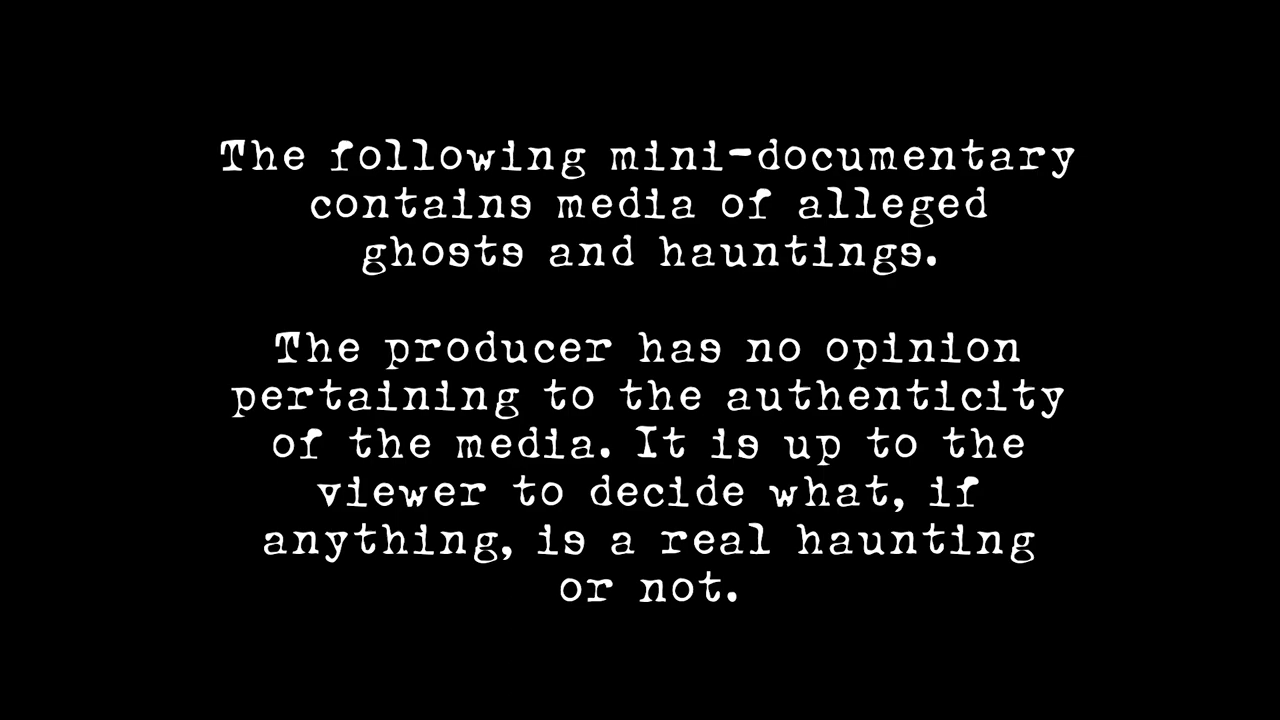 The following mini-documentary
contains media of alleged
ghosts and hauntings.
The producer has no opinion
pertaining to the authenticity
of the media. It is up to the
viewer to decide what, if
anything, is a real haunting
or not.